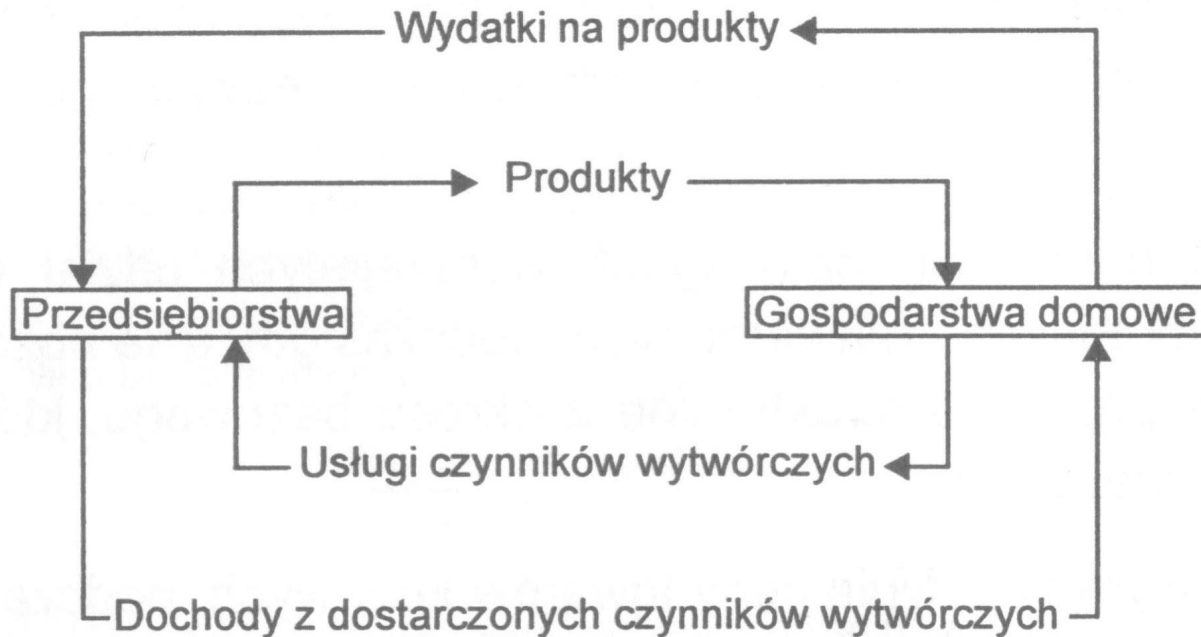 Wydatki na produkty
Produkty
Przedsiębiorstwa
Gospodarstwa domowe
Usługi czynników wytwórczych
Dochody z dostarczonych czynników wytwórczych